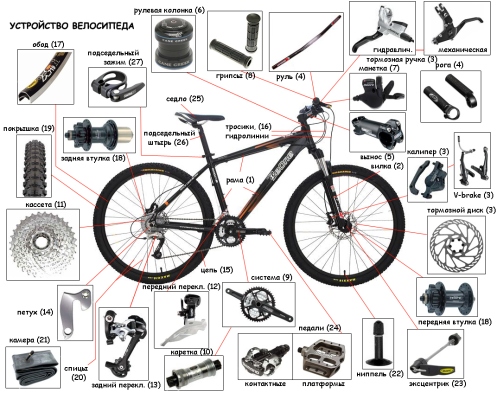 УСТРОЙСТВО ВЕЛОСИПЕДА
рулевая колонка (6)
обод (17)
подседельный
зажим (27)
грипсы (8)
руль (4)
гидравлич.
механическая
тормозная ручка (3)
манетка (7)
рога (4)
седло (25)
тросики, (16)
гидролинии
покрышка (19)
задняя втулка (18)
подседельный
штырь (26)
вынос (5)
вилка (2)
калипер (3)
V-brake (3)
рама (1)
кассета (11)
тормозной диск (3)
цепь (15)
система (9)
передний перекл. (12)
петух (14)
передняя втулка (18)
педали (24)
камера (21)
спицы
(20)
задний перекл. (13)
каретка (10)
контактные
платформы
ниппель (22)
эксцентрик (23)